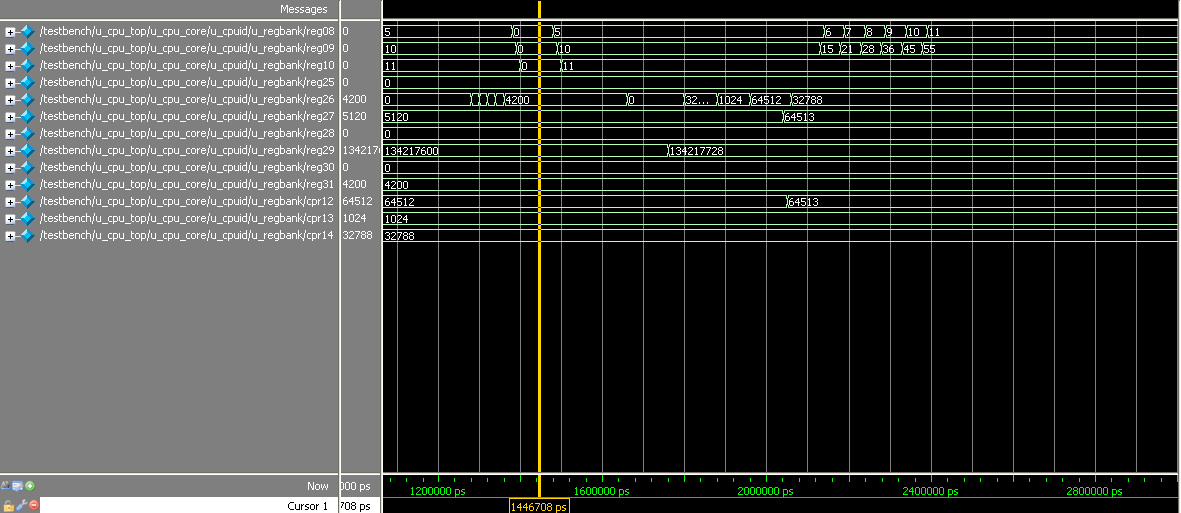 Messages
/testbench/u_cpu_top/u_cpu_core/u_cpuid/u_regbank/reg08 0 5 0 5 6 7 8 9 10 11
/testbench/u_cpu_top/u_cpu_core/u_cpuid/u_regbank/reg09 0 10 0 10 15 21 28 36 45 55
/testbench/u_cpu_top/u_cpu_core/u_cpuid/u_regbank/reg10 0 11 0 11
/testbench/u_cpu_top/u_cpu_core/u_cpuid/u_regbank/reg25 0 0
/testbench/u_cpu_top/u_cpu_core/u_cpuid/u_regbank/reg26 4200 0 4200 0 32... 1024 64512 32788
/testbench/u_cpu_top/u_cpu_core/u_cpuid/u_regbank/reg27 5120 5120 64513
/testbench/u_cpu_top/u_cpu_core/u_cpuid/u_regbank/reg28 0 0
/testbench/u_cpu_top/u_cpu_core/u_cpuid/u_regbank/reg29 134217 134217600 134217728
/testbench/u_cpu_top/u_cpu_core/u_cpuid/u_regbank/reg30 0 0
/testbench/u_cpu_top/u_cpu_core/u_cpuid/u_regbank/reg31 4200 4200
/testbench/u_cpu_top/u_cpu_core/u_cpuid/u_regbank/cpr12 64512 64512 64513
/testbench/u_cpu_top/u_cpu_core/u_cpuid/u_regbank/cpr13 1024 1024
/testbench/u_cpu_top/u_cpu_core/u_cpuid/u_regbank/cpr14 32788 32788
Now 000 ps 1200000 ps 1600000 ps 2000000 ps 2400000 ps 2800000 ps
Cursor 1 708 ps 1446708 ps